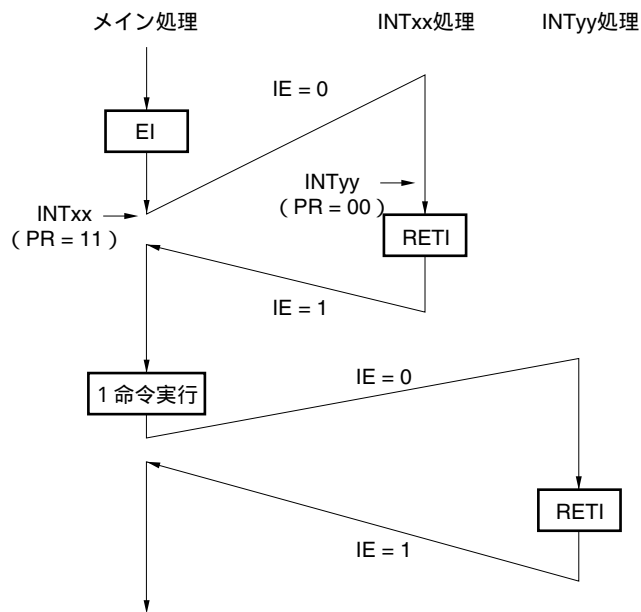 メイン処理
INTxx処理
INTyy処理
IE = 0
EI
INTyy
( PR = 00 )
INTxx
( PR = 11 )
RETI
IE = 1
IE = 0
1 命令実行
RETI
IE = 1